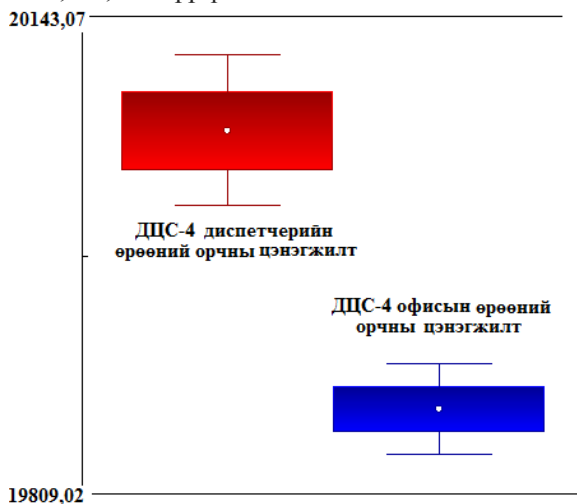 20143,07
ДЦС-4 диспетчерийн
өрөөний орчны цэнэгжилт
ДЦС-4 офисын өрөөний
орчны цэнэгжилт
19809,02